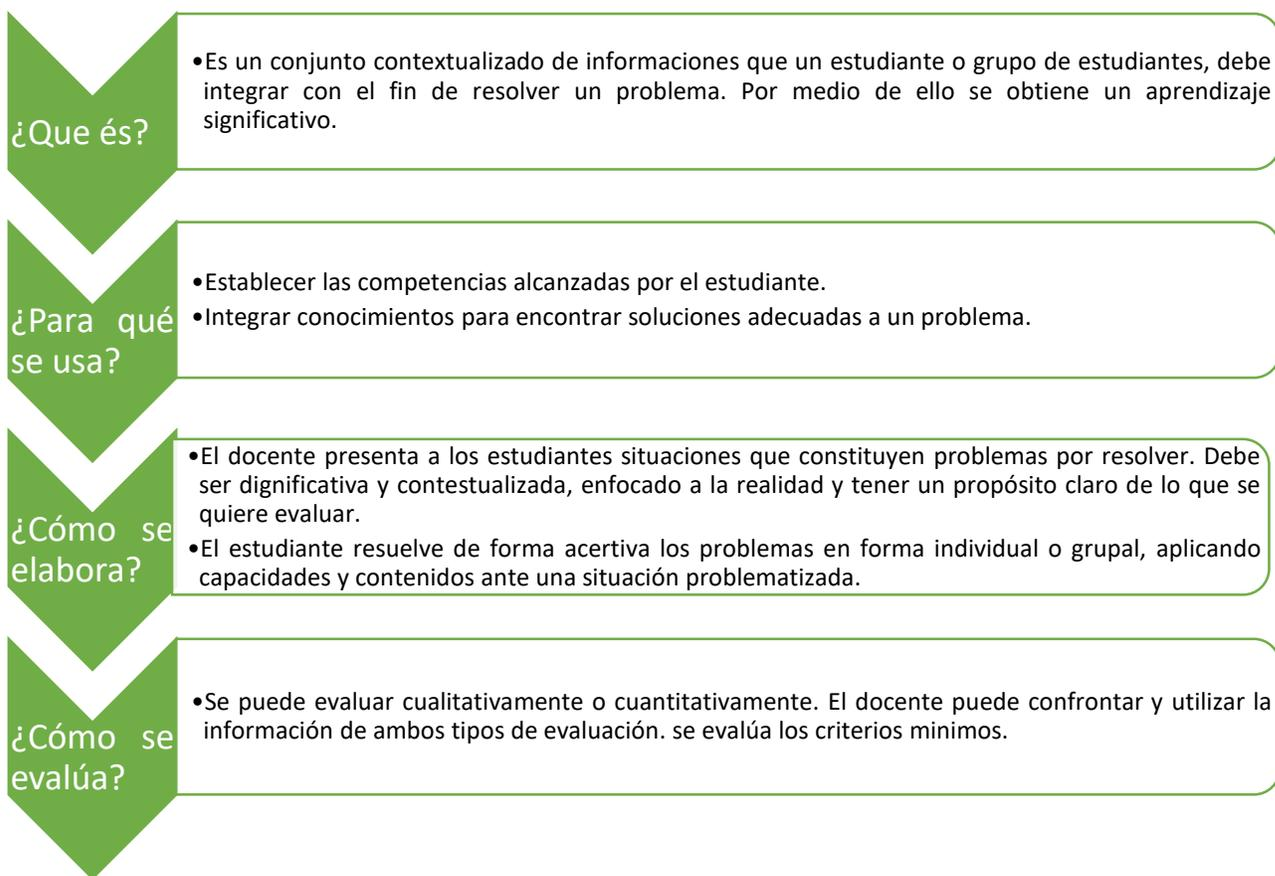 ¿Que és?
•Es un conjunto contextualizado de informaciones que un estudiante o grupo de estudiantes, debe
integrar con el fin de resolver un problema. Por medio de ello se obtiene un aprendizaje
significativo.
¿Para qué
se usa?
•Establecer las competencias alcanzadas por el estudiante.
•Integrar conocimientos para encontrar soluciones adecuadas a un problema.
¿Cómo se
elabora?
•El docente presenta a los estudiantes situaciones que constituyen problemas por resolver. Debe
ser dignificativa y contestualizada, enfocado a la realidad y tener un propósito claro de lo que se
quiere evaluar.
•El estudiante resuelve de forma acertiva los problemas en forma individual o grupal, aplicando
capacidades y contenidos ante una situación problematizada.
¿Cómo se
evalúa?
•Se puede evaluar cualitativamente o cuantitativamente. El docente puede confrontar y utilizar la
información de ambos tipos de evaluación. se evalúa los criterios minimos.